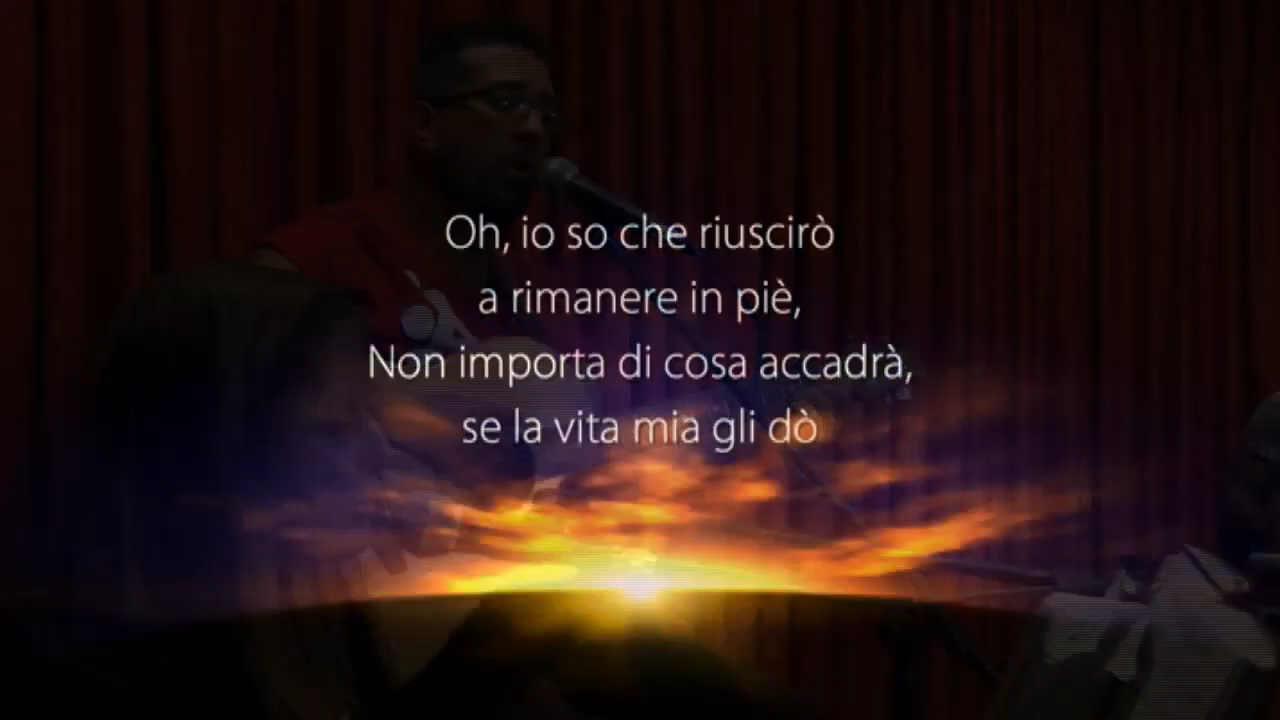 Oh, io so che riuscirò
a rimanere in piè,
Non importa di cosa accadrà,
se la vita mia gli dò